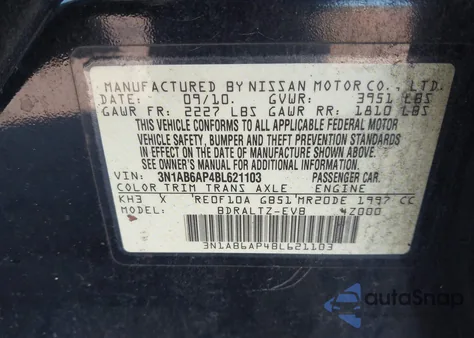 MANUFACTURED BY NISSAN MOTOR CO., LTD.
DATE: 09/10. GVWR: 3951 LBS
GAWR FR: 2227 LBS GAWR RR: 1810 LBS
THIS VEHICLE CONFORMS TO ALL APPLICABLE FEDERAL MOTOR
VEHICLE SAFETY, BUMPER AND THEFT PREVENTION STANDARDS
IN EFFECT ON THE DATE OF MANUFACTURE SHOWN ABOVE.
SEE OWNER'S MANUAL FOR ADDITIONAL INFORMATION
VIN: 3N1AB6AP4BL621103 PASSENGER CAR.
COLOR TRIM TRANS AXLE ENGINE
KH3 X RE0F10A GB51 MR20DE 1997 CC
MODEL: BDRALTZ-EVB 4Z000
3N1AB6AP4BL621103
autoSnap